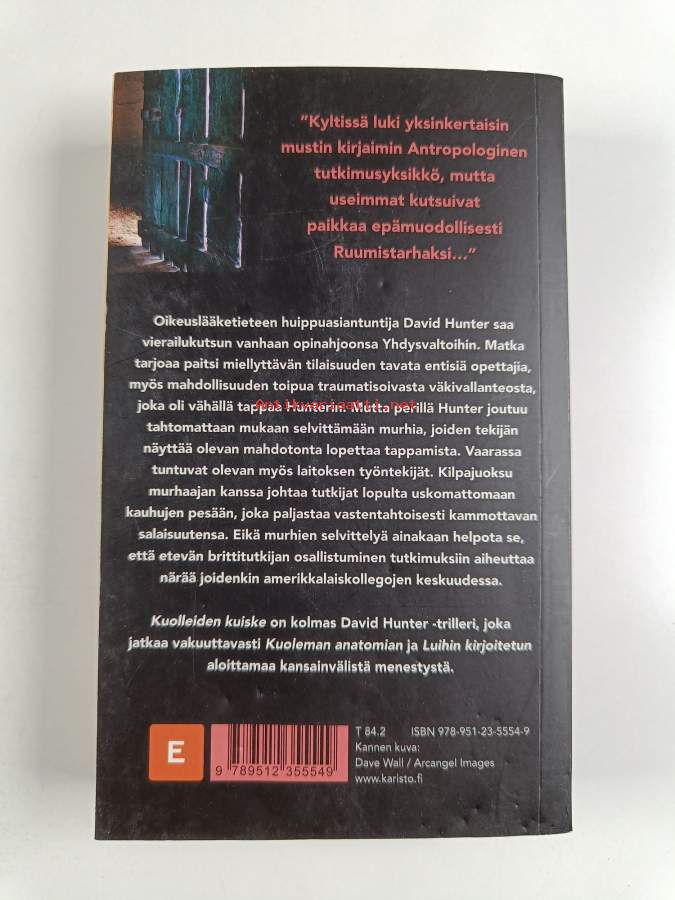 ”Kyltissä luki yksinkertaisin
mustin kirjaimin Antropologinen
tutkimusyksikkö, mutta
useimmat kutsuivat
paikkaa epämuodollisesti
Ruumistarhaksi...”
Oikeuslääketieteen huippuasiantuntija David Hunter saa
vierailukutsun vanhaan opinahjoonsa Yhdysvaltoihin. Matka
tarjoaa paitsi miellyttävän tilaisuuden tavata entisiä opettajia,
myös mahdollisuuden toipua traumatisoivasta väkivallanteosta,
joka oli vähällä tappaa Hunterin. Mutta perillä Hunter joutuu
Antikvariaatti.net
tahtomattaan mukaan selvittämään murhia, joiden tekijän
näyttää olevan mahdotonta lopettaa tappamista. Vaarassa
tuntuvat olevan myös laitoksen työntekijät. Kilpajuoksu
murhaajan kanssa johtaa tutkijat lopulta uskomattomaan
kauhujen pesään, joka paljastaa vastentahtoisesti kammottavan
salaisuutensa. Eikä murhien selvittelyä ainakaan helpota se,
että etevän brittitutkijan osallistuminen tutkimuksiin aiheuttaa
närää joidenkin amerikkalaiskollegojen keskuudessa.
Kuolleiden kuiske on kolmas David Hunter -trilleri, joka
jatkaa vakuuttavasti Kuoleman anatomian ja Luihin kirjoitetun
aloittamaa kansainvälistä menestystä.
E
9 789512 355549
T 84.2 ISBN 978-951-23-5554-9
Kannen kuva:
Dave Wall / Arcangel Images
www.karisto.fi